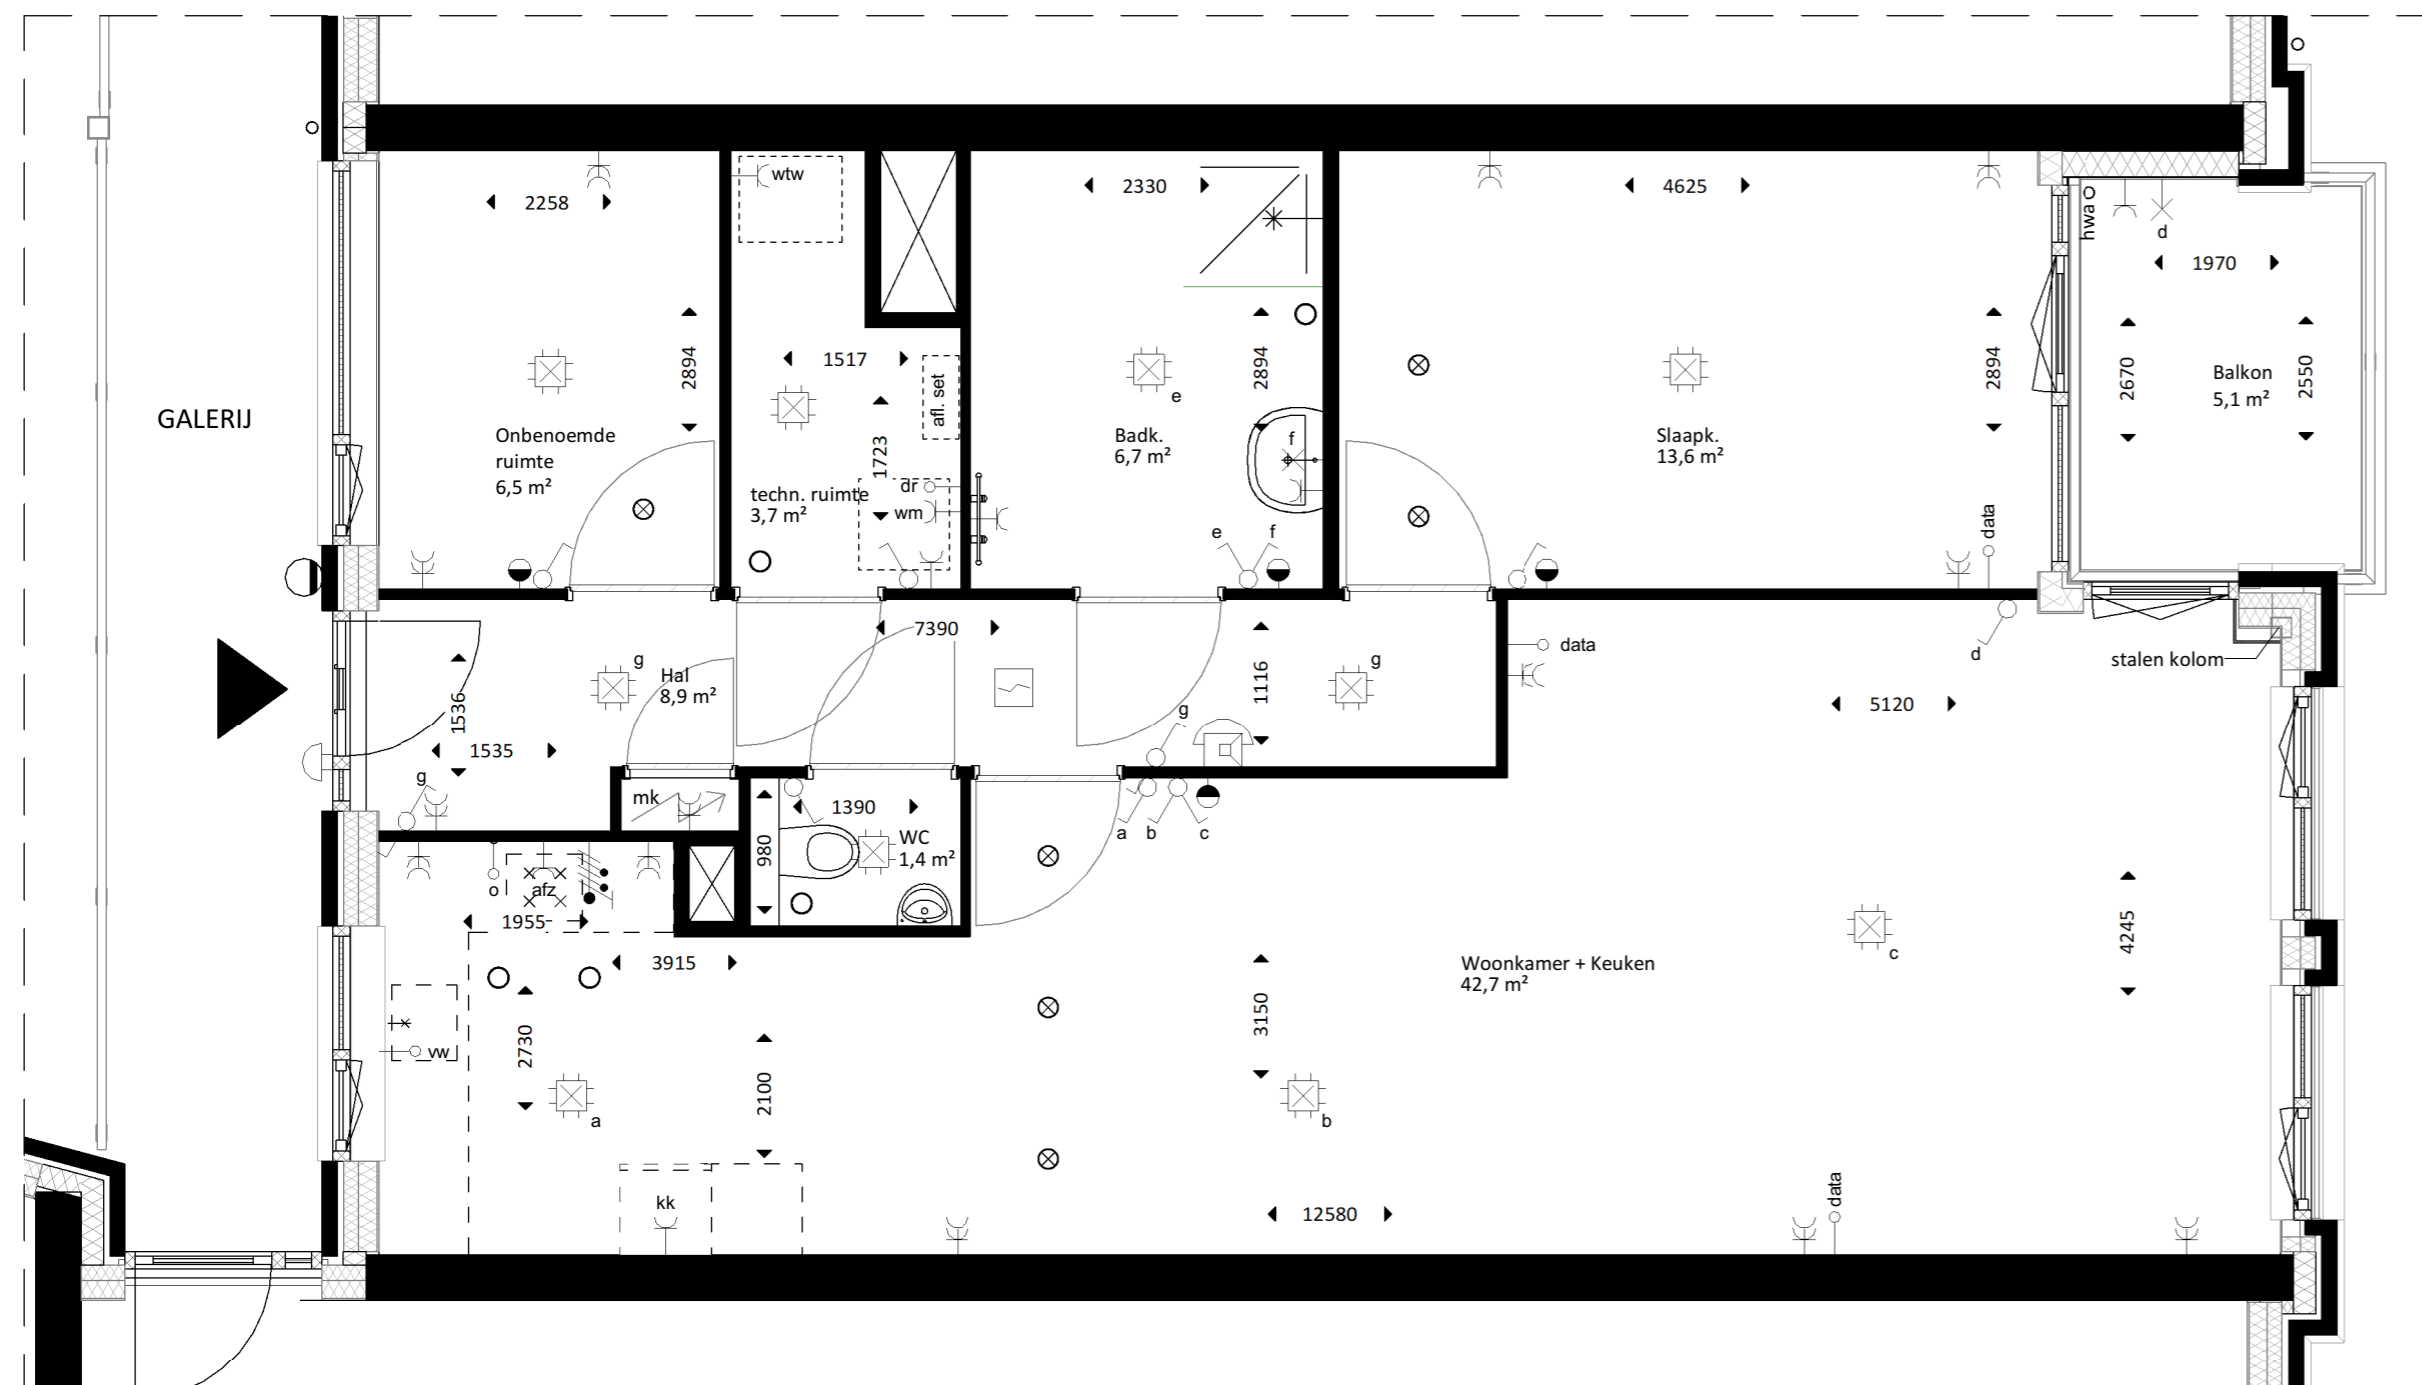 GALERIJ
2258
2894
Onbenoemde
ruimte
6,5 m²
wtw
1517
afl. set
1723
dr
wm
techn. ruimte
3,7 m²
2330
2894
e
Badk.
6,7 m²
f
e
f
4625
2894
Slaapk.
13,6 m²
data
hwa
d
1970
2670
2550
Balkon
5,1 m²
7390
g
Hal
8,9 m²
1536
1535
g
1116
g
g
data
d
stalen kolom
5120
mk
1390
980
WC
1,4 m²
a
b
c
o
afz
1955
3915
vw
2730
2100
a
3150
b
Woonkamer + Keuken
42,7 m²
c
4245
kk
12580
data